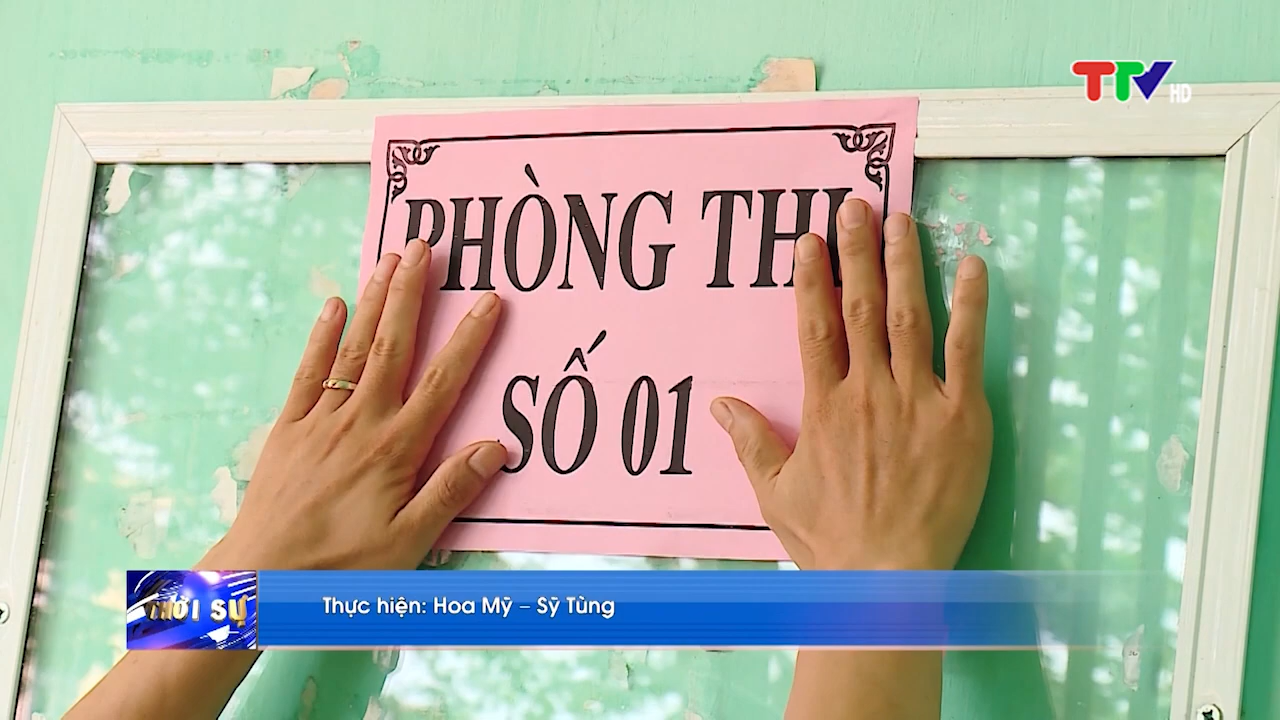 TTV HD
PHÒNG THI
SỐ 01
THỜI SỰ
Thực hiện: Hoa Mỹ – Sỹ Tùng